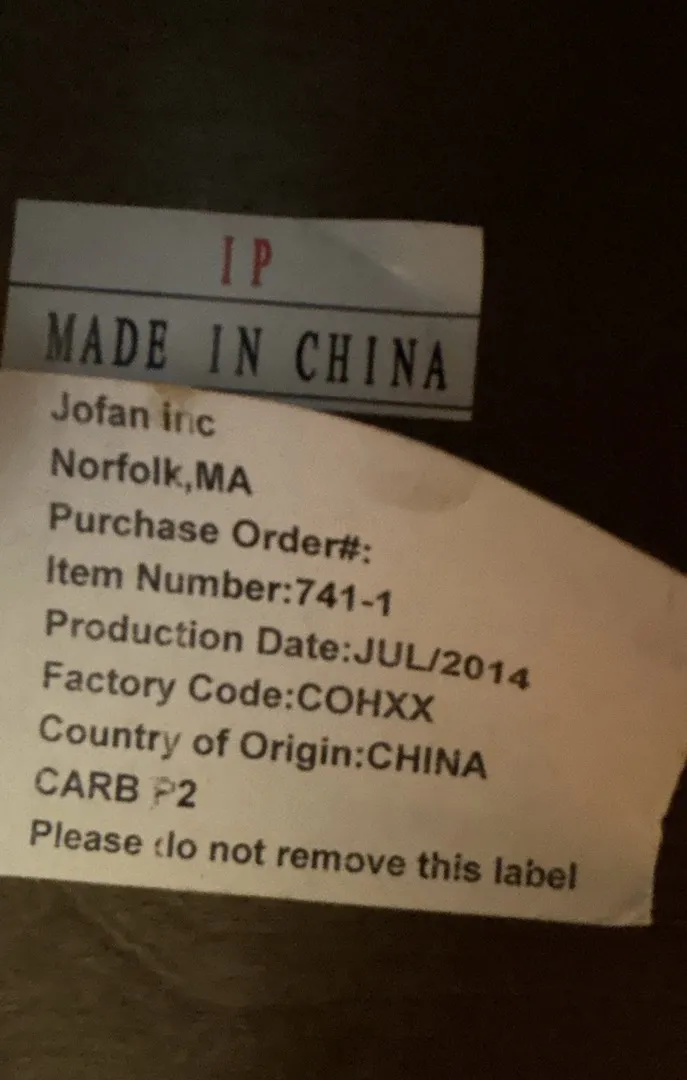 IP
MADE IN CHINA
Jofan inc
Norfolk,MA
Purchase Order#:
Item Number:741-1
Production Date:JUL/2014
Factory Code:COHXX
Country of Origin:CHINA
CARB P2
Please do not remove this label